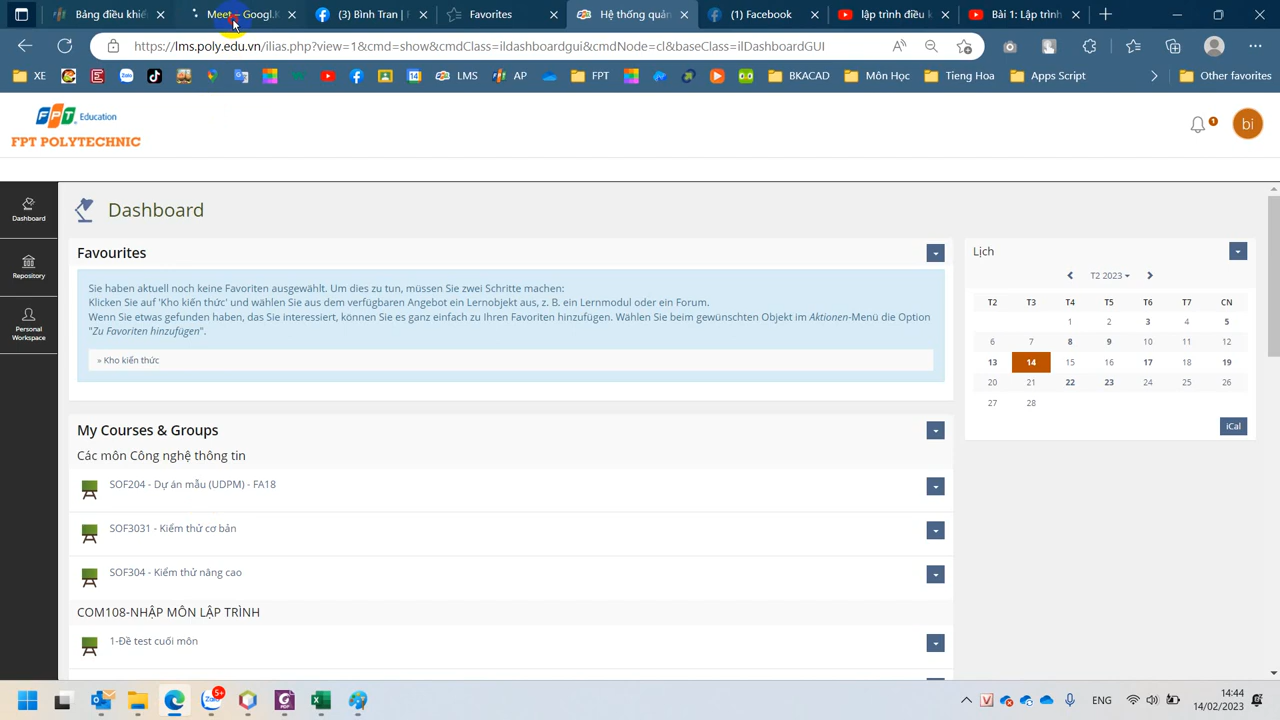 Bảng điều khiể
Meet – Googl.
(3) Bình Tran |
Favorites
Hệ thống quản
(1) Facebook
lập trình điều
Bài 1: Lập trình
https://lms.poly.edu.vn/ilias.php?view=1&cmd=show&cmdClass=ildashboardgui&cmdNode=cl&baseClass=ilDashboardGUI
XE
LMS
AP
FPT
BKACAD
Môn Học
Tieng Hoa
Apps Script
Other favorites
FPT Education
FPT POLYTECHNIC
1
bi
Dashboard
Repository
Personal
Workspace
Dashboard
Favourites
Sie haben aktuell noch keine Favoriten ausgewählt. Um dies zu tun, müssen Sie zwei Schritte machen:
Klicken Sie auf 'Kho kiến thức' und wählen Sie aus dem verfügbaren Angebot ein Lernobjekt aus, z. B. ein Lernmodul oder ein Forum.
Wenn Sie etwas gefunden haben, das Sie interessiert, können Sie es ganz einfach zu Ihren Favoriten hinzufügen. Wählen Sie beim gewünschten Objekt im Aktionen-Menü die Option
"Zu Favoriten hinzufügen".
» Kho kiến thức
My Courses & Groups
Các môn Công nghệ thông tin
SOF204 - Dự án mẫu (UDPM) - FA18
SOF3031 - Kiểm thử cơ bản
SOF304 - Kiểm thử nâng cao
COM108-NHẬP MÔN LẬP TRÌNH
1-Đề test cuối môn
Lịch
T2 2023
T2 T3 T4 T5 T6 T7 CN
1 2 3 4 5
6 7 8 9 10 11 12
13 14 15 16 17 18 19
20 21 22 23 24 25 26
27 28
iCal
Zalo
5+
ENG
14:44
14/02/2023